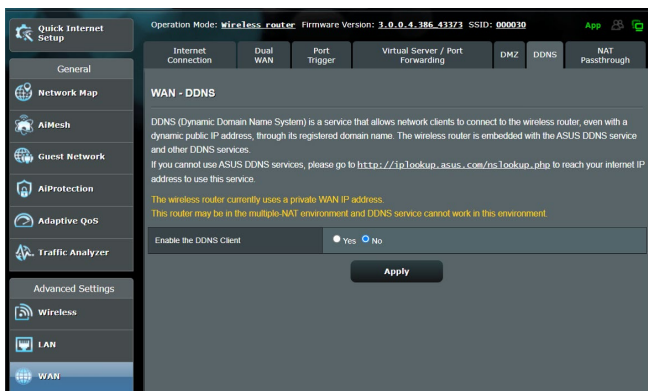 Quick Internet
Setup
Operation Mode: Wireless router Firmware Version: 3.0.0.4.386_43373 SSID: 000030
App
Internet
Connection
Dual
WAN
Port
Trigger
Virtual Server / Port
Forwarding
DMZ
DDNS
NAT
Passthrough
General
Network Map
AiMesh
Guest Network
AiProtection
Adaptive QoS
Traffic Analyzer
Advanced Settings
Wireless
LAN
WAN
WAN - DDNS
DDNS (Dynamic Domain Name System) is a service that allows network clients to connect to the wireless router, even with a
dynamic public IP address, through its registered domain name. The wireless router is embedded with the ASUS DDNS service
and other DDNS services.
If you cannot use ASUS DDNS services, please go to http://iplookup.asus.com/nslookup.php to reach your internet IP
address to use this service.
The wireless router currently uses a private WAN IP address.
This router may be in the multiple-NAT environment and DDNS service cannot work in this environment.
Enable the DDNS Client
Yes No
Apply